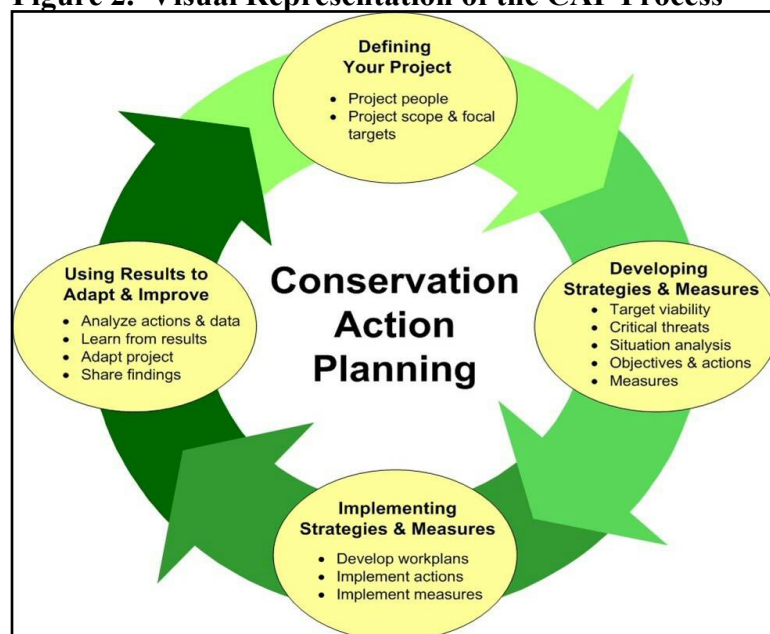 Figure 2: Visual Representation of the CAP Process
Defining
Your Project
• Project people
• Project scope & focal
targets
Developing
Strategies & Measures
• Target viability
• Critical threats
• Situation analysis
• Objectives & actions
• Measures
Conservation
Action
Planning
Using Results to
Adapt & Improve
• Analyze actions & data
• Learn from results
• Adapt project
• Share findings
Implementing
Strategies & Measures
• Develop workplans
• Implement actions
• Implement measures